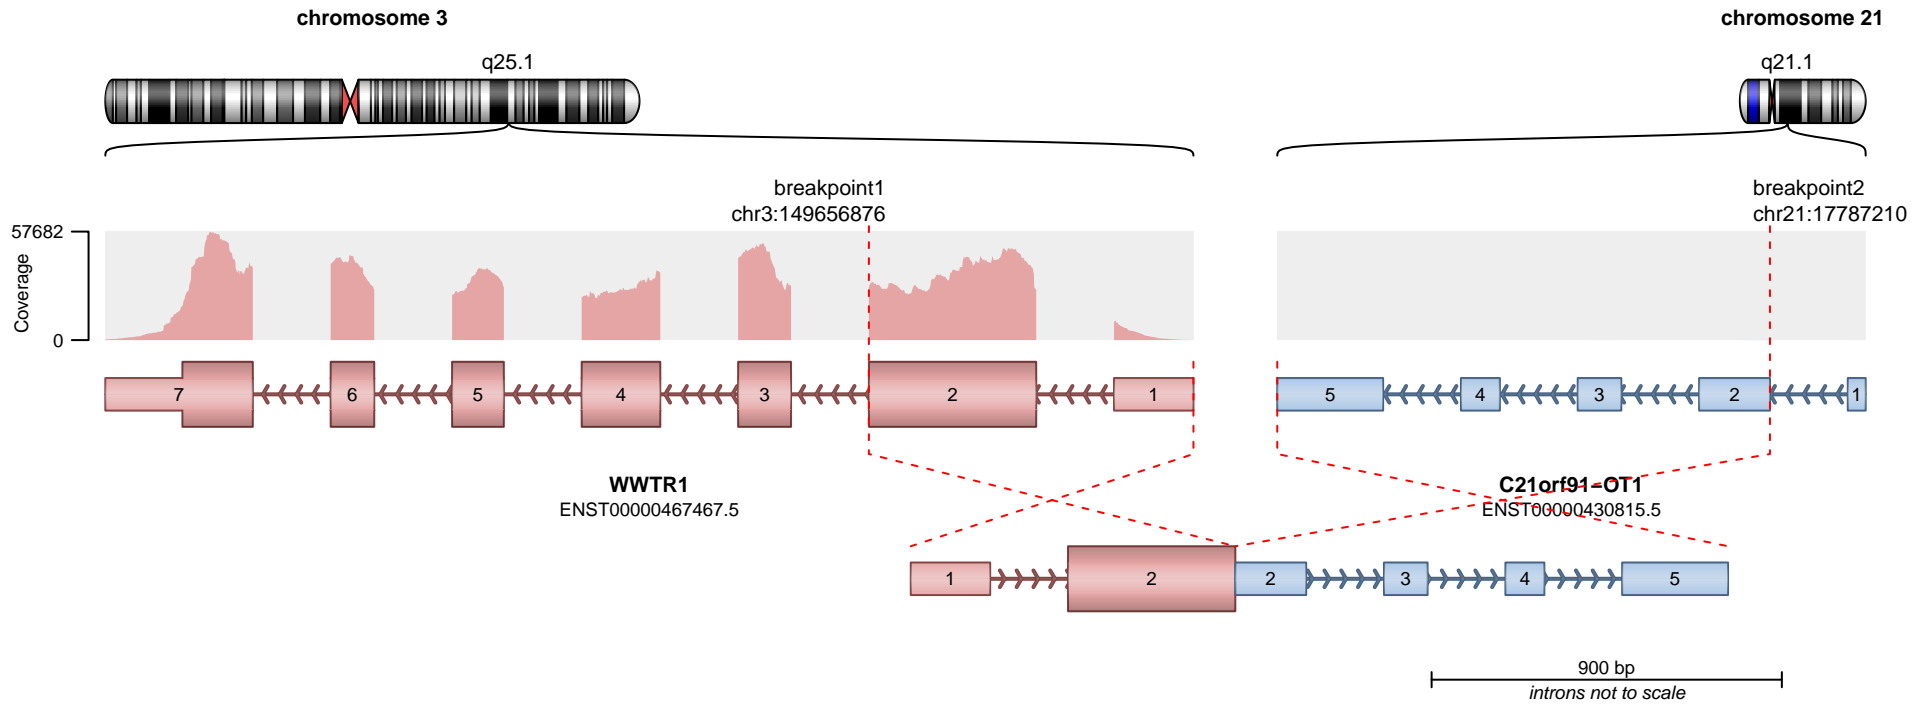 chromosome 3
chromosome 21
q25.1
q21.1
breakpoint1
chr3:149656876
breakpoint2
chr21:17787210
57682
Coverage
0
7
6
5
4
3
2
1
5
4
3
2
1
WWTR1
ENST00000467467.5
C21orf91−OT1
ENST00000430815.5
1
2
2
3
4
5
900 bp
introns not to scale